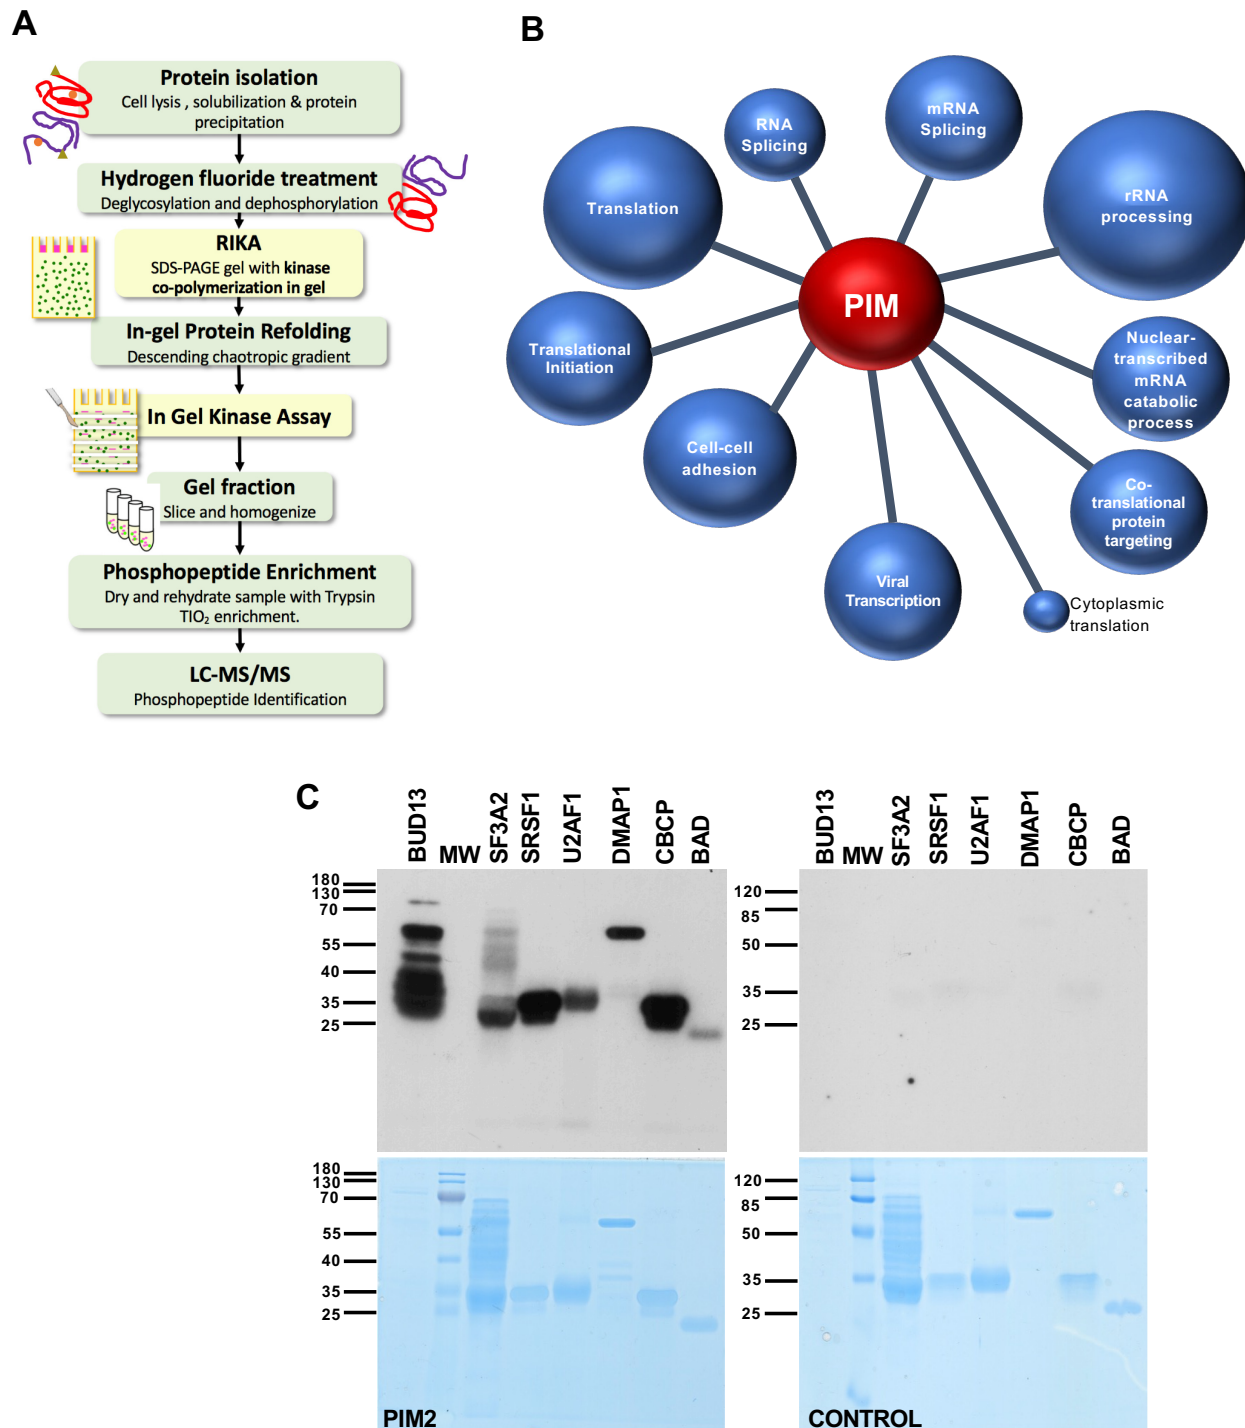 A
Protein isolation
Cell lysis , solubilization & protein
precipitation
Hydrogen fluoride treatment
Deglycosylation and dephosphorylation
RIKA
SDS-PAGE gel with kinase
co-polymerization in gel
In-gel Protein Refolding
Descending chaotropic gradient
In Gel Kinase Assay
Gel fraction
Slice and homogenize
Phosphopeptide Enrichment
Dry and rehydrate sample with Trypsin
TIO₂ enrichment.
LC-MS/MS
Phosphopeptide Identification
B
RNA
Splicing
mRNA
Splicing
Translation
rRNA
processing
PIM
Translational
Initiation
Nuclear-
transcribed
mRNA
catabolic
process
Cell-cell
adhesion
Co-
translational
protein
targeting
Viral
Transcription
Cytoplasmic
translation
C
BUD13
MW
SF3A2
SRSF1
U2AF1
DMAP1
CBCP
BAD
180
130
70
55
40
35
25
BUD13
MW
SF3A2
SRSF1
U2AF1
DMAP1
CBCP
BAD
120
85
50
35
25
180
130
70
55
40
35
25
PIM2
120
85
50
35
25
CONTROL